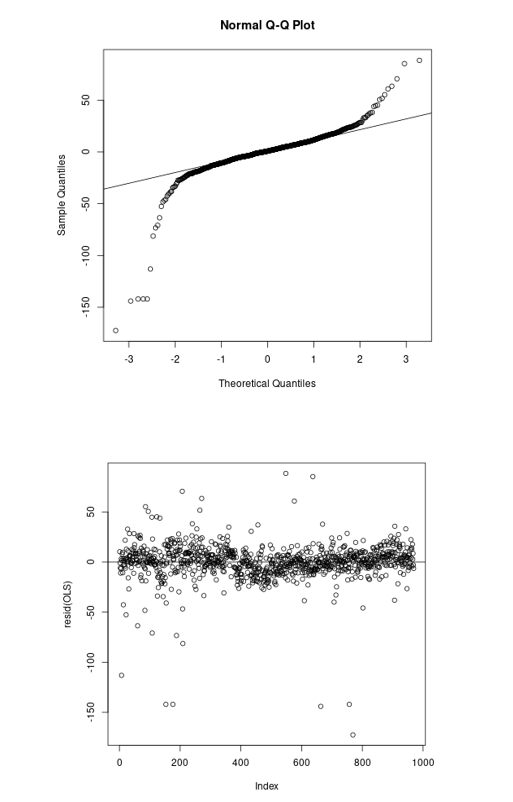 Normal Q-Q Plot
50
0
-50
-100
-150
Sample Quantiles
-3 -2 -1 0 1 2 3
Theoretical Quantiles
50
0
-50
-100
-150
resid(OLS)
0 200 400 600 800 1000
Index